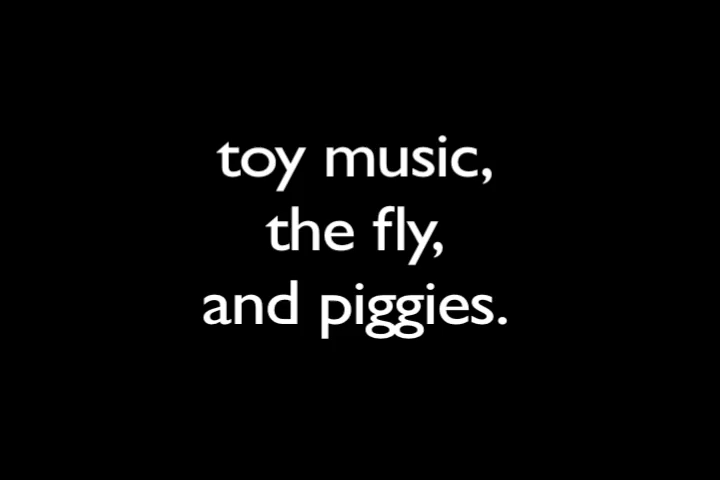 toy music,
the fly,
and piggies.